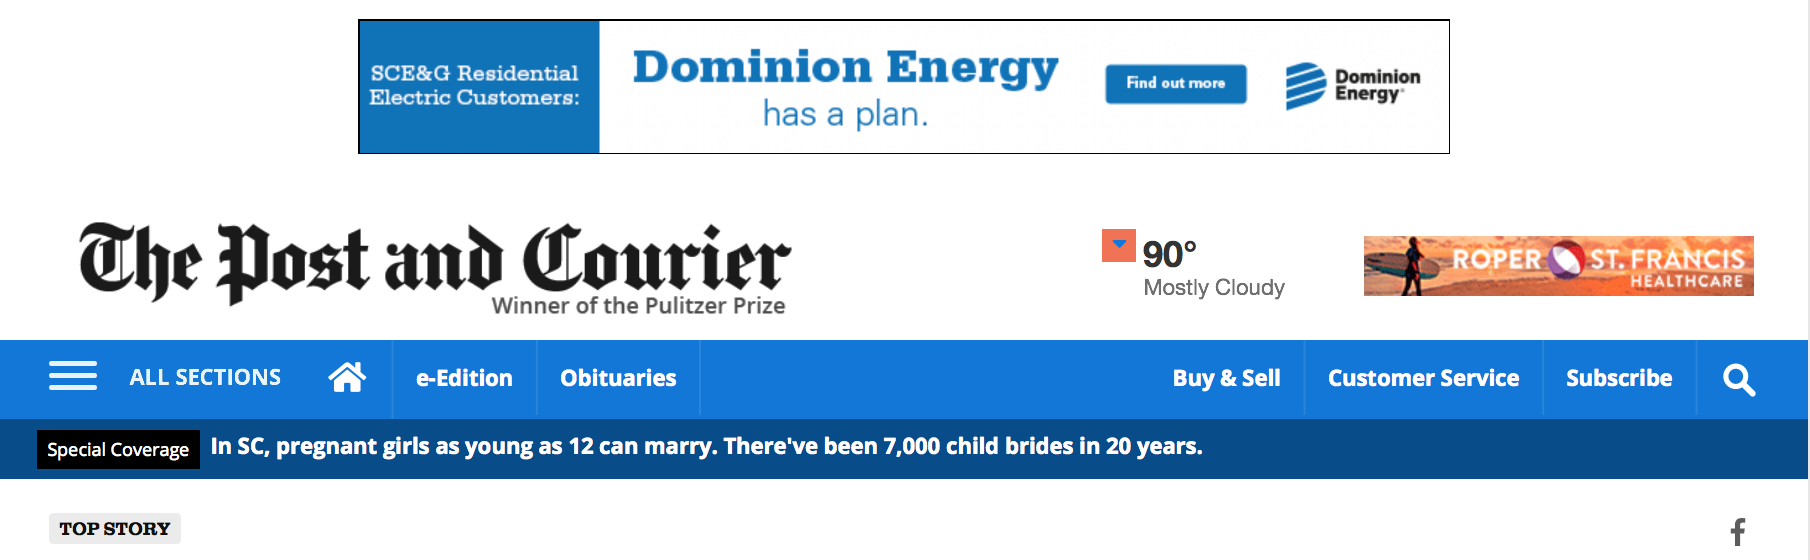 SCE&G Residential
Electric Customers:
Dominion Energy
has a plan.
Find out more
Dominion
Energy®
The Post and Courier
Winner of the Pulitzer Prize
90°
Mostly Cloudy
ROPER ST. FRANCIS
HEALTHCARE
ALL SECTIONS
e-Edition
Obituaries
Buy & Sell
Customer Service
Subscribe
Special Coverage
In SC, pregnant girls as young as 12 can marry. There've been 7,000 child brides in 20 years.
TOP STORY